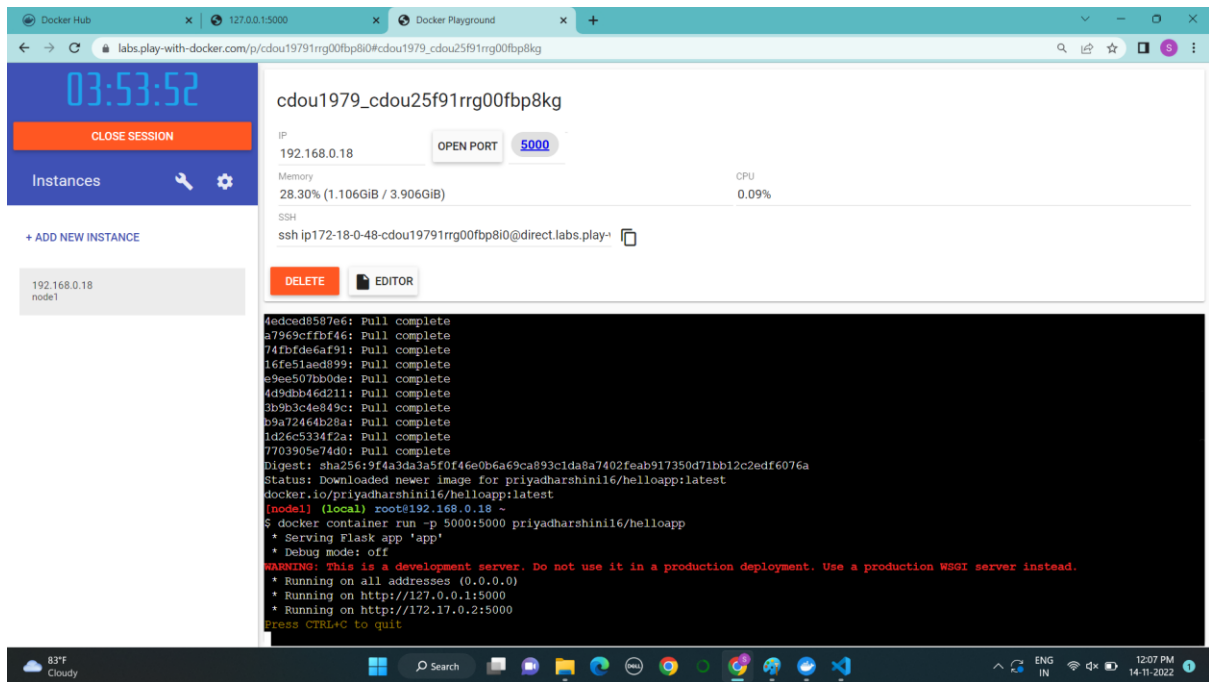 Docker Hub
127.0.0.1:5000
Docker Playground
labs.play-with-docker.com/p/cdou19791rrg00fbp8i0#cdou1979_cdou25f91rrg00fbp8kg
S
03:53:52
CLOSE SESSION
Instances
+ ADD NEW INSTANCE
192.168.0.18
node1
cdou1979_cdou25f91rrg00fbp8kg
IP
192.168.0.18
OPEN PORT
5000
Memory
28.30% (1.106GiB / 3.906GiB)
CPU
0.09%
SSH
ssh ip172-18-0-48-cdou19791rrg00fbp8i0@direct.labs.play-
DELETE
EDITOR
4edced8587e6: Pull complete
a7969cffbf46: Pull complete
74fbfde6af91: Pull complete
16fe51aed899: Pull complete
e9ee507bb0de: Pull complete
4d9dbb46d211: Pull complete
3b9b3c4e849c: Pull complete
b9a72464b28a: Pull complete
1d26c5334f2a: Pull complete
7703905e74d0: Pull complete
Digest: sha256:9f4a3da3a5f0f46e0b6a69ca893c1da8a7402feab917350d71bb12c2edf6076a
Status: Downloaded newer image for priyadharshini16/helloapp:latest
docker.io/priyadharshini16/helloapp:latest
[node1] (local) root@192.168.0.18 ~
$ docker container run -p 5000:5000 priyadharshini16/helloapp
* Serving Flask app 'app'
* Debug mode: off
WARNING: This is a development server. Do not use it in a production deployment. Use a production WSGI server instead.
* Running on all addresses (0.0.0.0)
* Running on http://127.0.0.1:5000
* Running on http://172.17.0.2:5000
Press CTRL+C to quit
83°F
Cloudy
Search
DELL
ENG
IN
12:07 PM
14-11-2022
1